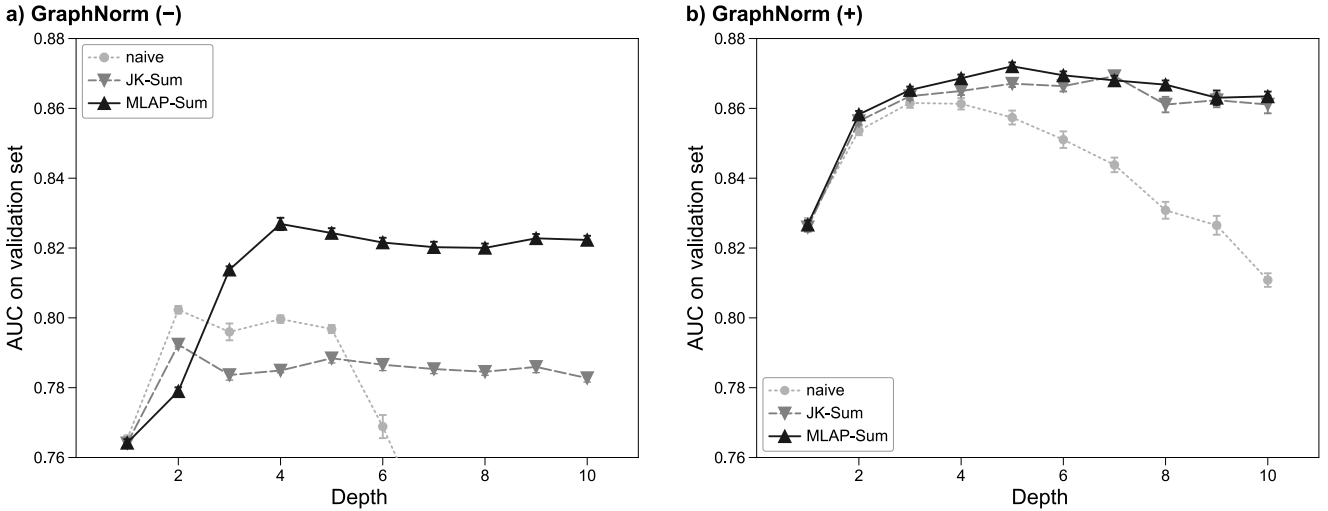 a) GraphNorm (−)
naive
JK-Sum
MLAP-Sum
AUC on validation set
0.88
0.86
0.84
0.82
0.80
0.78
0.76
2
4
6
8
10
Depth
b) GraphNorm (+)
AUC on validation set
0.88
0.86
0.84
0.82
0.80
0.78
0.76
naive
JK-Sum
MLAP-Sum
2
4
6
8
10
Depth